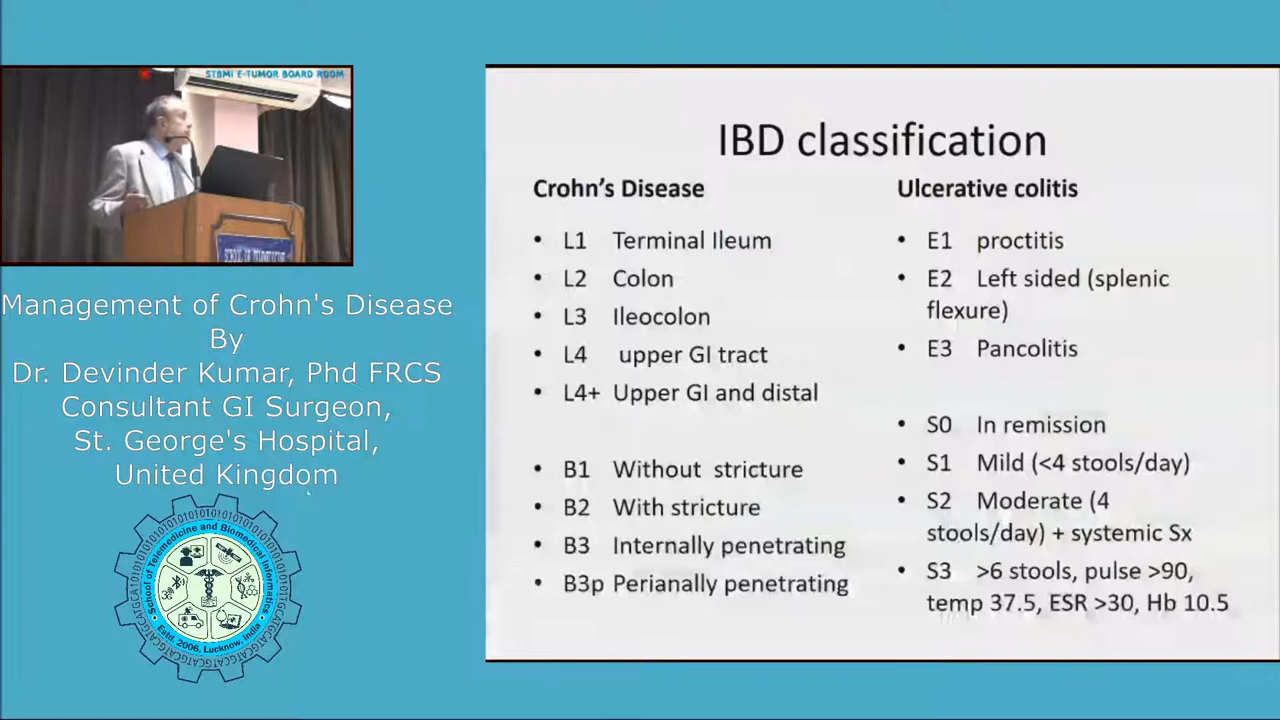 STBMI E-TUMOR BOARD ROOM
SCHOOL OF TELEMEDICINE
Management of Crohn's Disease
By
Dr. Devinder Kumar, Phd FRCS
Consultant GI Surgeon,
St. George's Hospital,
United Kingdom
School of Telemedicine and Biomedical Informatics
Estd. 2006, Lucknow, India
IBD classification
Crohn's Disease
• L1 Terminal Ileum
• L2 Colon
• L3 Ileocolon
• L4 upper GI tract
• L4+ Upper GI and distal
• B1 Without stricture
• B2 With stricture
• B3 Internally penetrating
• B3p Perianally penetrating
Ulcerative colitis
• E1 proctitis
• E2 Left sided (splenic
flexure)
• E3 Pancolitis
• S0 In remission
• S1 Mild (<4 stools/day)
• S2 Moderate (4
stools/day) + systemic Sx
• S3 >6 stools, pulse >90,
temp 37.5, ESR >30, Hb 10.5